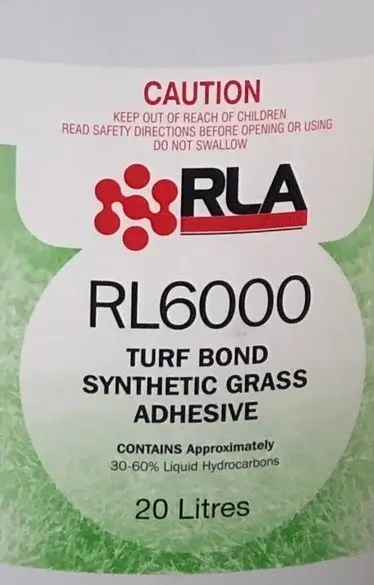 CAUTION
KEEP OUT OF REACH OF CHILDREN
READ SAFETY DIRECTIONS BEFORE OPENING OR USING
DO NOT SWALLOW
RLA
RL6000
TURF BOND
SYNTHETIC GRASS
ADHESIVE
CONTAINS Approximately
30-60% Liquid Hydrocarbons
20 Litres